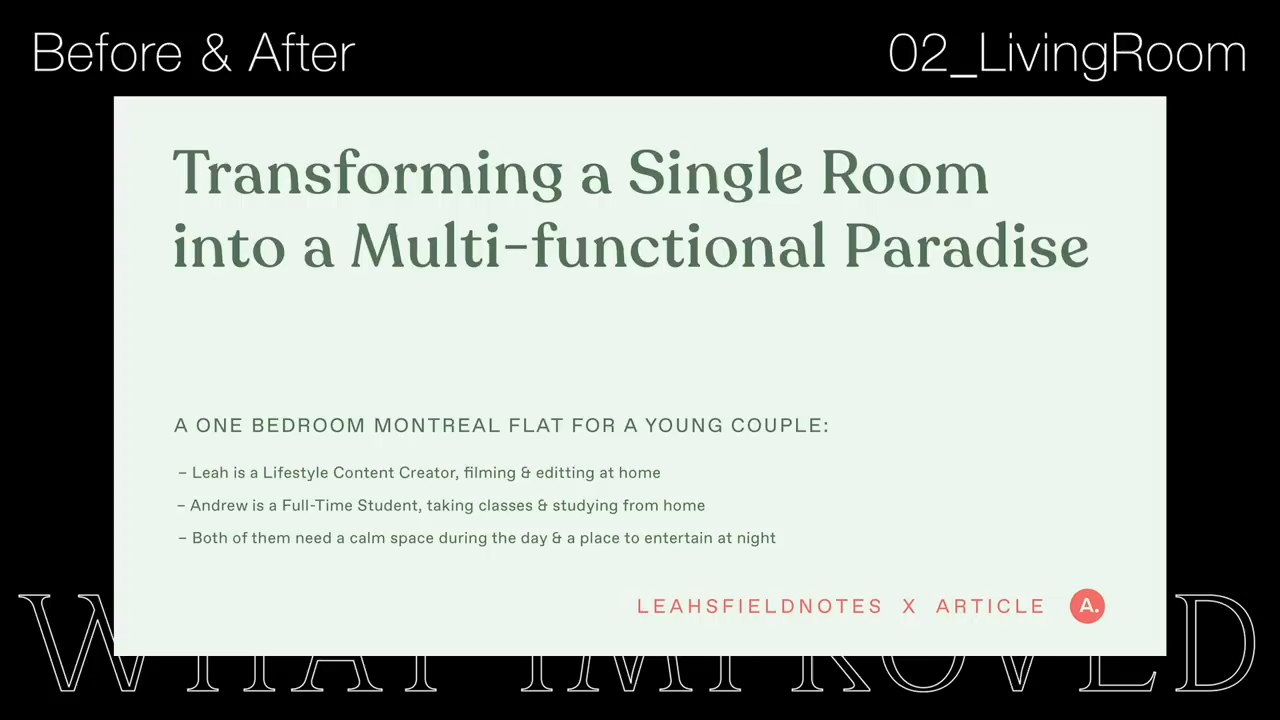 Before & After
02_LivingRoom
Transforming a Single Room
into a Multi-functional Paradise
A ONE BEDROOM MONTREAL FLAT FOR A YOUNG COUPLE:
– Leah is a Lifestyle Content Creator, filming & editting at home
– Andrew is a Full-Time Student, taking classes & studying from home
– Both of them need a calm space during the day & a place to entertain at night
LEAHSFIELDNOTES X ARTICLE A.
WHAT IMPROVED